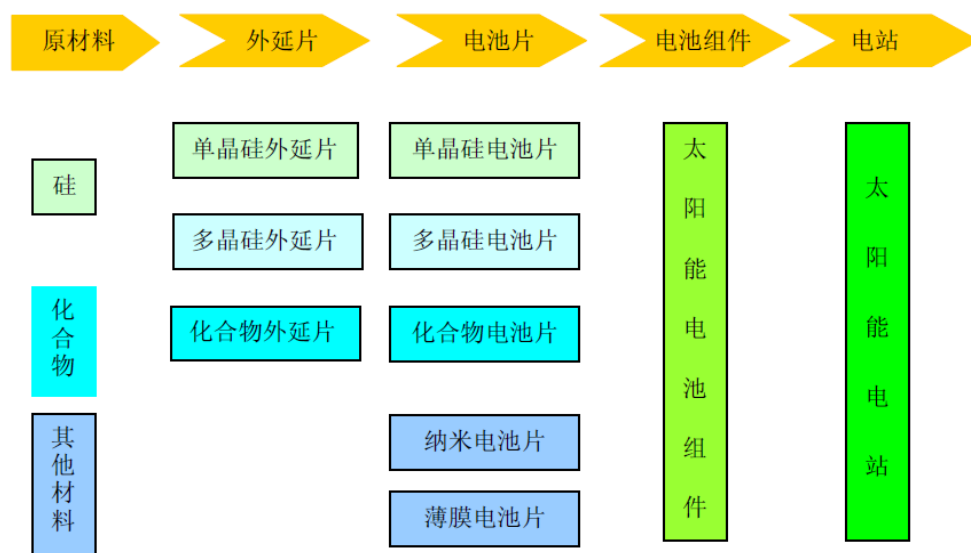 原材料
外延片
电池片
电池组件
电站
硅
化合物
其他材料
单晶硅外延片
多晶硅外延片
化合物外延片
单晶硅电池片
多晶硅电池片
化合物电池片
纳米电池片
薄膜电池片
太阳能电池组件
太阳能电站